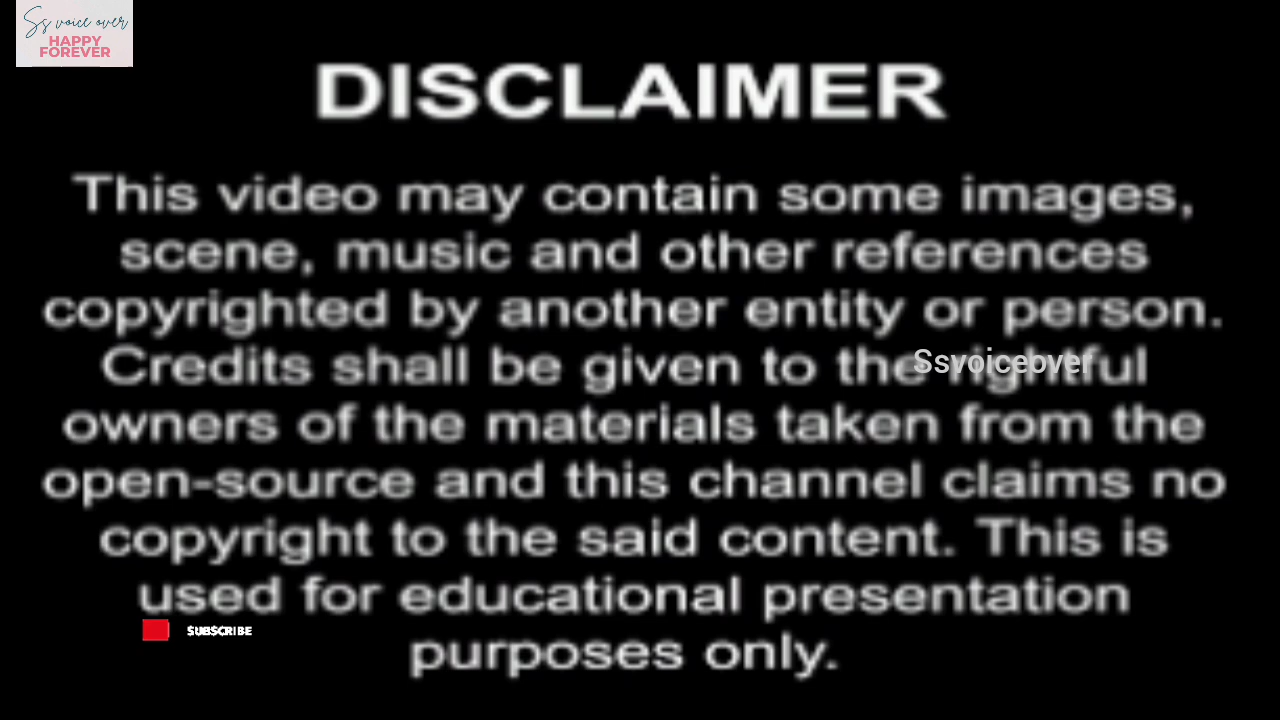 Ss voice over
HAPPY
FOREVER
DISCLAIMER
This video may contain some images,
scene, music and other references
copyrighted by another entity or person.
Credits shall be given to the rightful
Ssvoiceover
owners of the materials taken from the
open-source and this channel claims no
copyright to the said content. This is
used for educational presentation
SUBSCRIBE
purposes only.